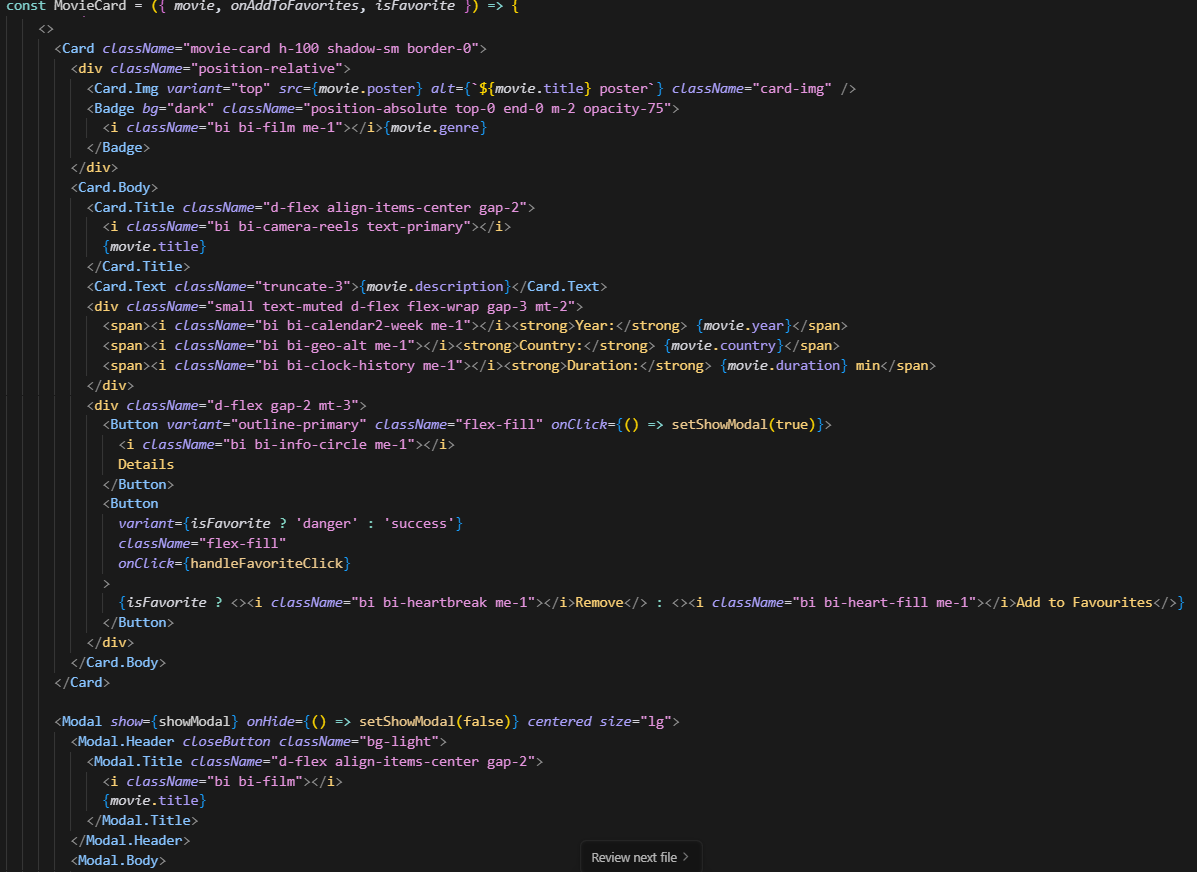 const MovieCard = ({ movie, onAddToFavorites, isFavorite }) => {
<>
<Card className="movie-card h-100 shadow-sm border-0">
<div className="position-relative">
<Card.Img variant="top" src={movie.poster} alt={`${movie.title} poster`} className="card-img" />
<Badge bg="dark" className="position-absolute top-0 end-0 m-2 opacity-75">
<i className="bi bi-film me-1"></i>{movie.genre}
</Badge>
</div>
<Card.Body>
<Card.Title className="d-flex align-items-center gap-2">
<i className="bi bi-camera-reels text-primary"></i>
{movie.title}
</Card.Title>
<Card.Text className="truncate-3">{movie.description}</Card.Text>
<div className="small text-muted d-flex flex-wrap gap-3 mt-2">
<span><i className="bi bi-calendar2-week me-1"></i><strong>Year:</strong> {movie.year}</span>
<span><i className="bi bi-geo-alt me-1"></i><strong>Country:</strong> {movie.country}</span>
<span><i className="bi bi-clock-history me-1"></i><strong>Duration:</strong> {movie.duration} min</span>
</div>
<div className="d-flex gap-2 mt-3">
<Button variant="outline-primary" className="flex-fill" onClick={() => setShowModal(true)}>
<i className="bi bi-info-circle me-1"></i>
Details
</Button>
<Button
variant={isFavorite ? 'danger' : 'success'}
className="flex-fill"
onClick={handleFavoriteClick}
>
{isFavorite ? <><i className="bi bi-heartbreak me-1"></i>Remove</> : <><i className="bi bi-heart-fill me-1"></i>Add to Favourites</>}
</Button>
</div>
</Card.Body>
</Card>
<Modal show={showModal} onHide={() => setShowModal(false)} centered size="lg">
<Modal.Header closeButton className="bg-light">
<Modal.Title className="d-flex align-items-center gap-2">
<i className="bi bi-film"></i>
{movie.title}
</Modal.Title>
</Modal.Header>
<Modal.Body>
Review next file >